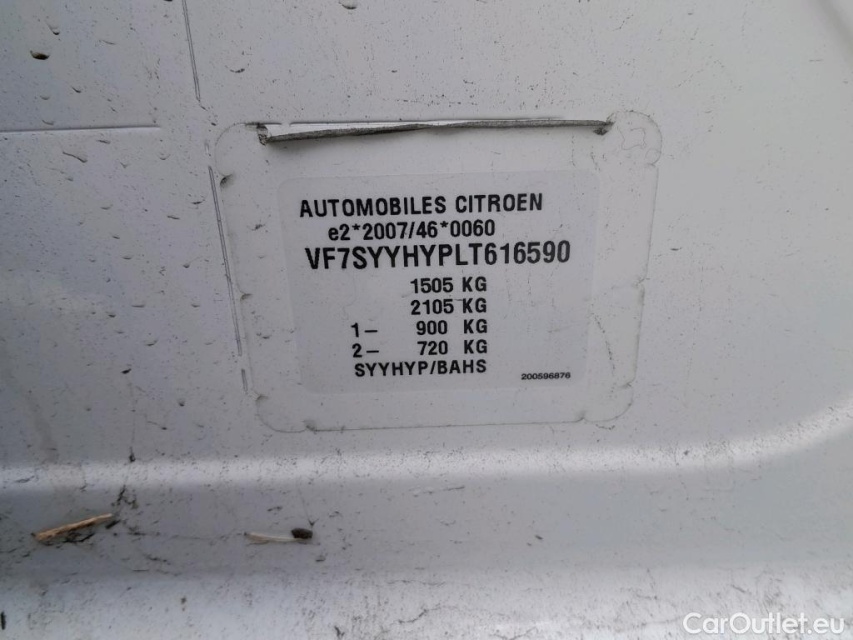 AUTOMOBILES CITROEN
e2*2007/46*0060
VF7SYYHYPLT616590
1505 KG
2105 KG
1– 900 KG
2– 720 KG
SYYHYP/BAHS
200596876
CarOutlet.eu